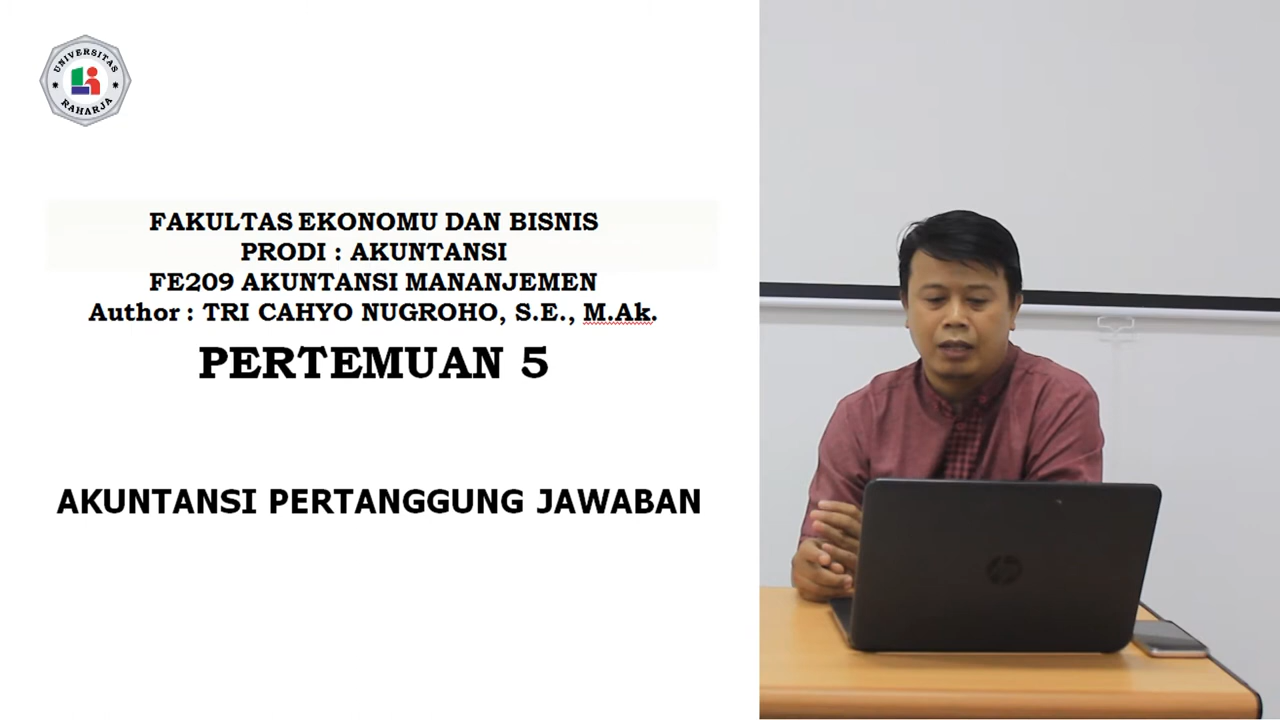 UNIVERSITAS
RAHARJA
FAKULTAS EKONOMU DAN BISNIS
PRODI : AKUNTANSI
FE209 AKUNTANSI MANANJEMEN
Author : TRI CAHYO NUGROHO, S.E., M.Ak.
PERTEMUAN 5
AKUNTANSI PERTANGGUNG JAWABAN
hp